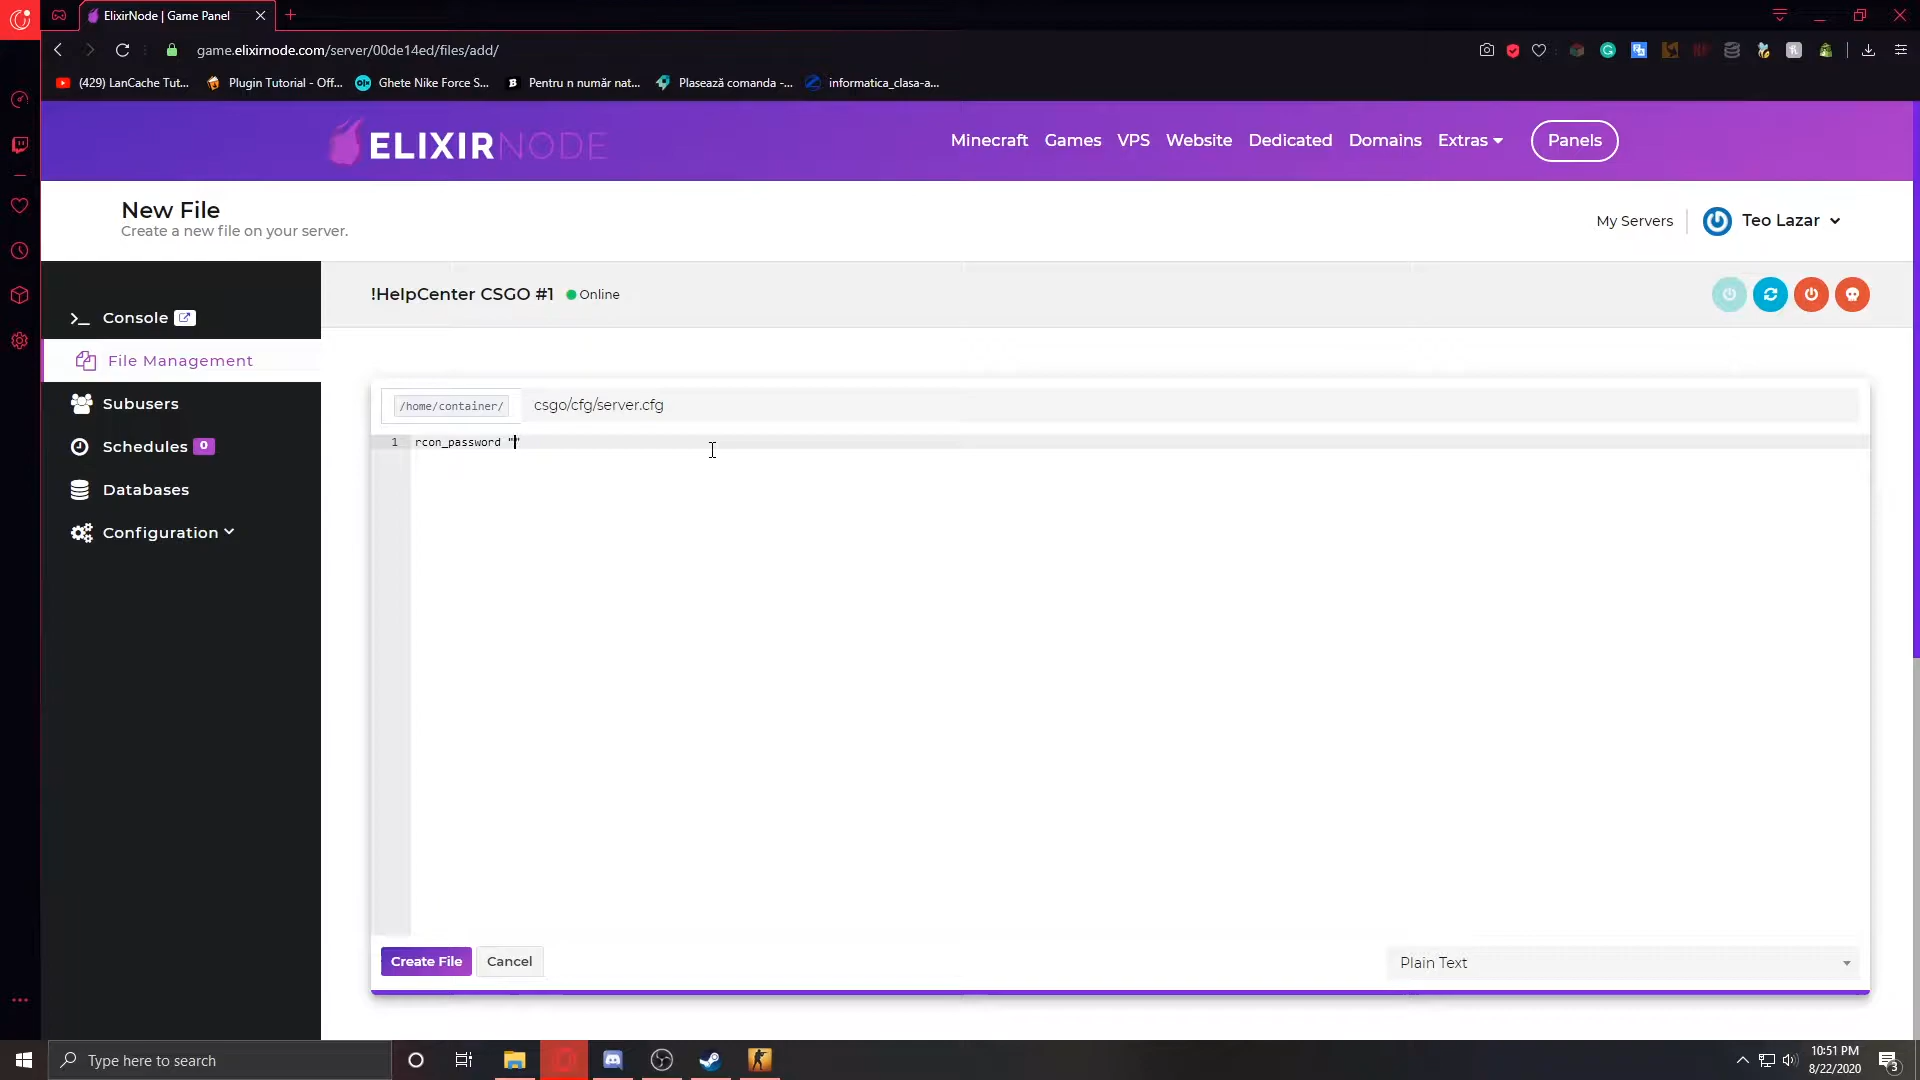 ElixirNode | Game Panel
game.elixirnode.com/server/00de14ed/files/add/
(429) LanCache Tut...
Plugin Tutorial - Off...
Ghete Nike Force S...
Pentru n număr nat...
Plasează comanda -...
informatica_clasa-a...
ELIXIRNODE
Minecraft
Games
VPS
Website
Dedicated
Domains
Extras
Panels
New File
Create a new file on your server.
My Servers
Teo Lazar
!HelpCenter CSGO #1
Online
Console
File Management
Subusers
Schedules 0
Databases
Configuration
/home/container/
csgo/cfg/server.cfg
1
rcon_password ""
Create File
Cancel
Plain Text
Type here to search
10:51 PM
8/22/2020
3